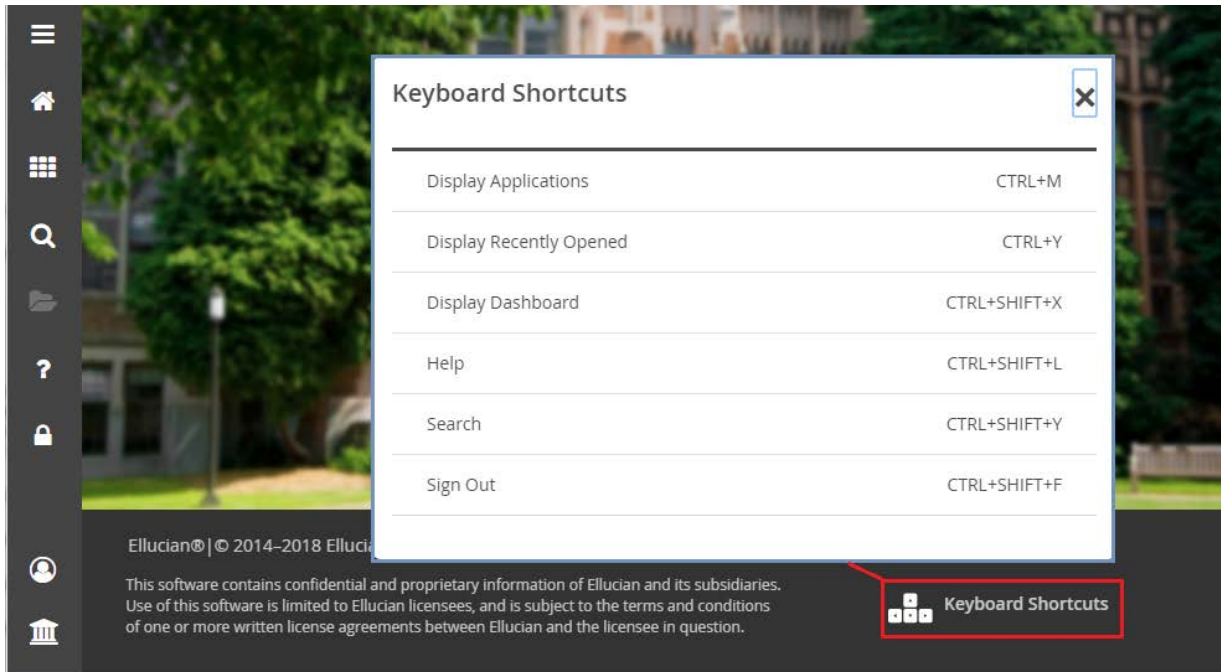 Keyboard Shortcuts
Display Applications CTRL+M
Display Recently Opened CTRL+Y
Display Dashboard CTRL+SHIFT+X
Help CTRL+SHIFT+L
Search CTRL+SHIFT+Y
Sign Out CTRL+SHIFT+F
Ellucian®|© 2014–2018
This software contains confidential and proprietary information of Ellucian and its subsidiaries.
Use of this software is limited to Ellucian licensees, and is subject to the terms and conditions
of one or more written license agreements between Ellucian and the licensee in question.
Keyboard Shortcuts